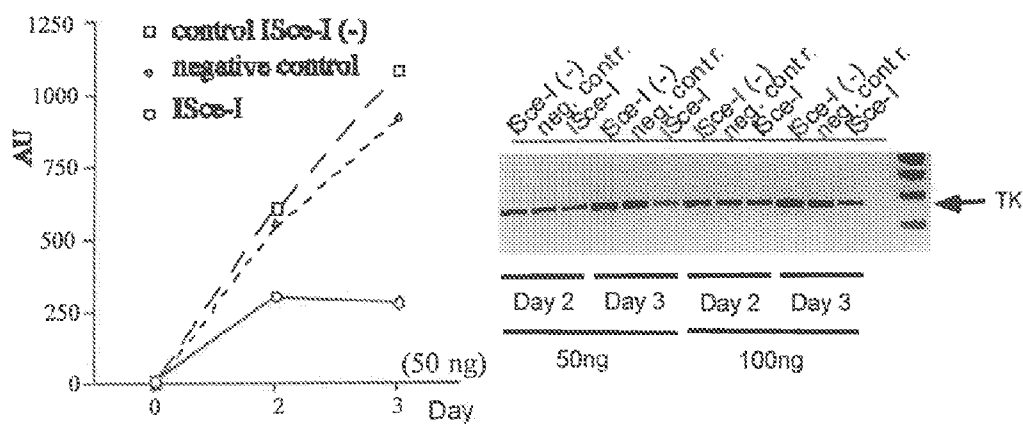 1250
1000
750
500
250
0
AU
control ISce-I (-)
negative control
ISce-I
(50 ng)
0
2
3
Day
ISce-I (-)
neg. contr.
ISce-I
ISce-I (-)
neg. contr.
ISce-I
ISce-I (-)
neg. contr.
ISce-I
ISce-I (-)
neg. contr.
ISce-I
TK
Day 2
Day 3
Day 2
Day 3
50ng
100ng